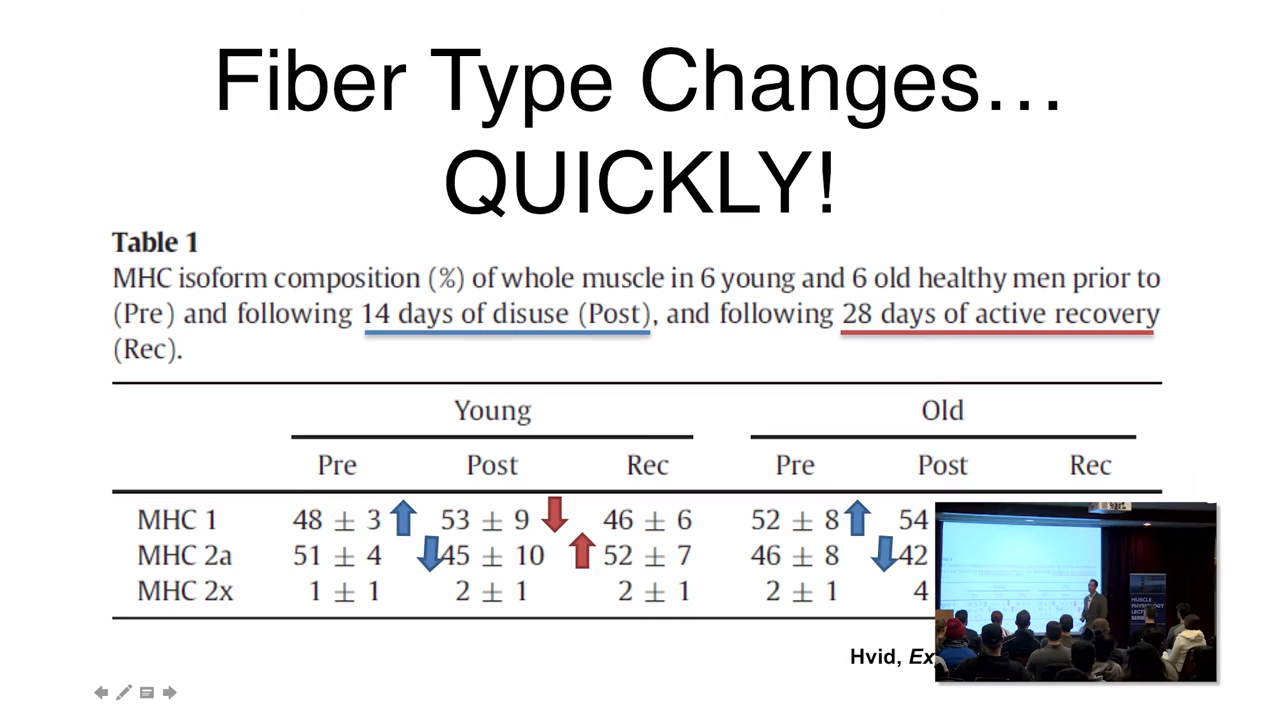 Fiber Type Changes...
QUICKLY!
Table 1
MHC isoform composition (%) of whole muscle in 6 young and 6 old healthy men prior to
(Pre) and following 14 days of disuse (Post), and following 28 days of active recovery
(Rec).
Young Old
Pre Post Rec Pre Post Rec
MHC 1 48 ± 3 53 ± 9 46 ± 6 52 ± 8 54
MHC 2a 51 ± 4 45 ± 10 52 ± 7 46 ± 8 42
MHC 2x 1 ± 1 2 ± 1 2 ± 1 2 ± 1 4
Hvid, Ex
MUSCLE
PHYSIOLOGY
LECTURE
SERIES